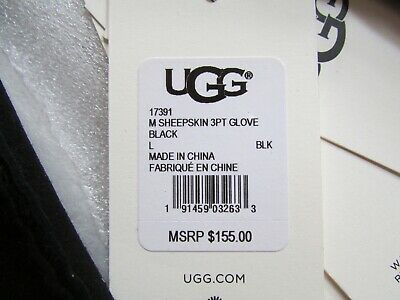 UGG®
17391
M SHEEPSKIN 3PT GLOVE
BLACK
L BLK
MADE IN CHINA
FABRIQUÉ EN CHINE
1 91459 03263 3
MSRP $155.00
UGG.COM